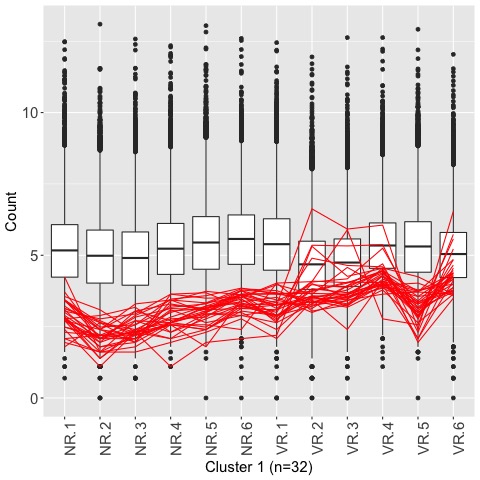 Count
10
5
0
NR.1
NR.2
NR.3
NR.4
NR.5
NR.6
VR.1
VR.2
VR.3
VR.4
VR.5
VR.6
Cluster 1 (n=32)